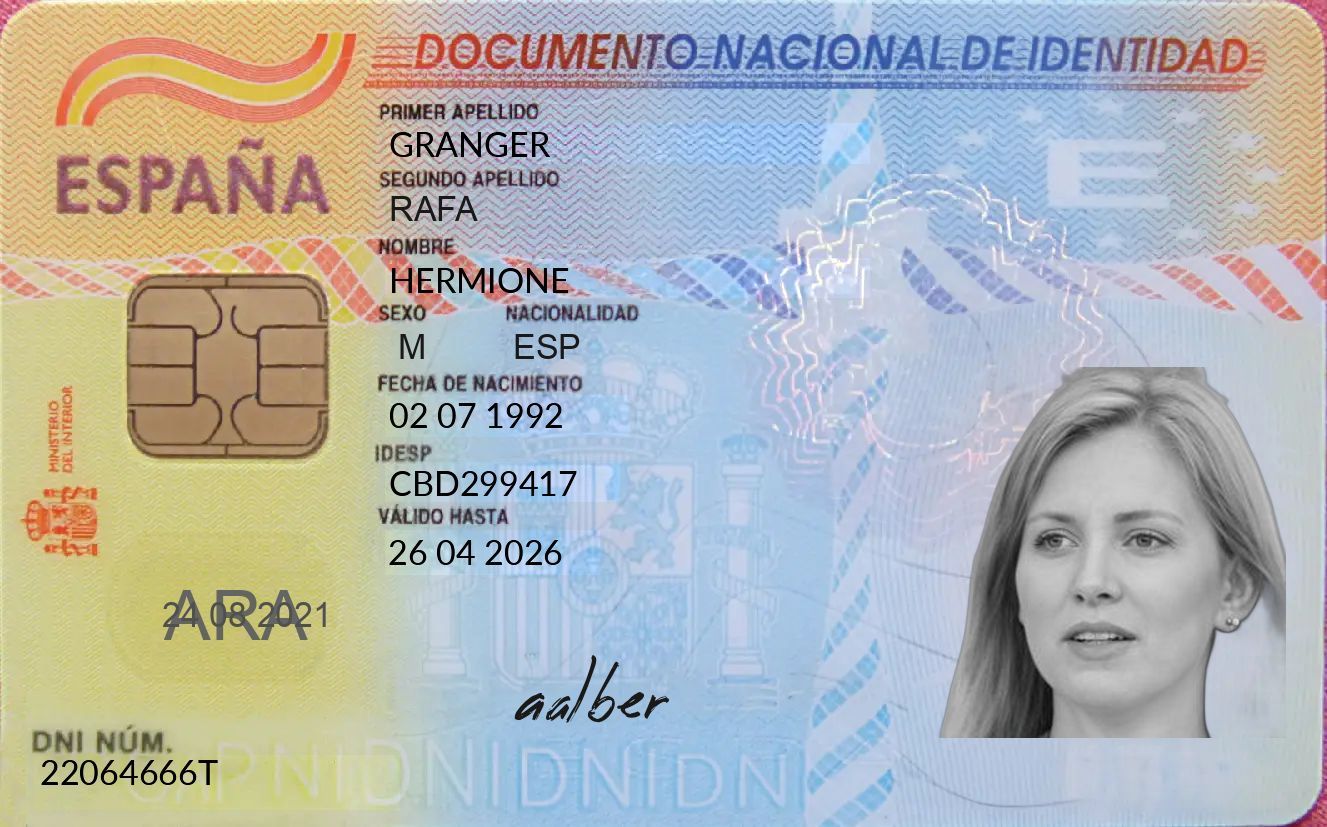 DOCUMENTO NACIONAL DE IDENTIDAD
ESPAÑA
PRIMER APELLIDO
GRANGER
SEGUNDO APELLIDO
RAFA
NOMBRE
HERMIONE
SEXO NACIONALIDAD
M ESP
FECHA DE NACIMIENTO
02 07 1992
IDESP
CBD299417
VÁLIDO HASTA
26 04 2026
MINISTERIO
DEL INTERIOR
ARA
24 08 2021
aalber
DNI NÚM.
22064666T
DNIDNIDNIDN
E